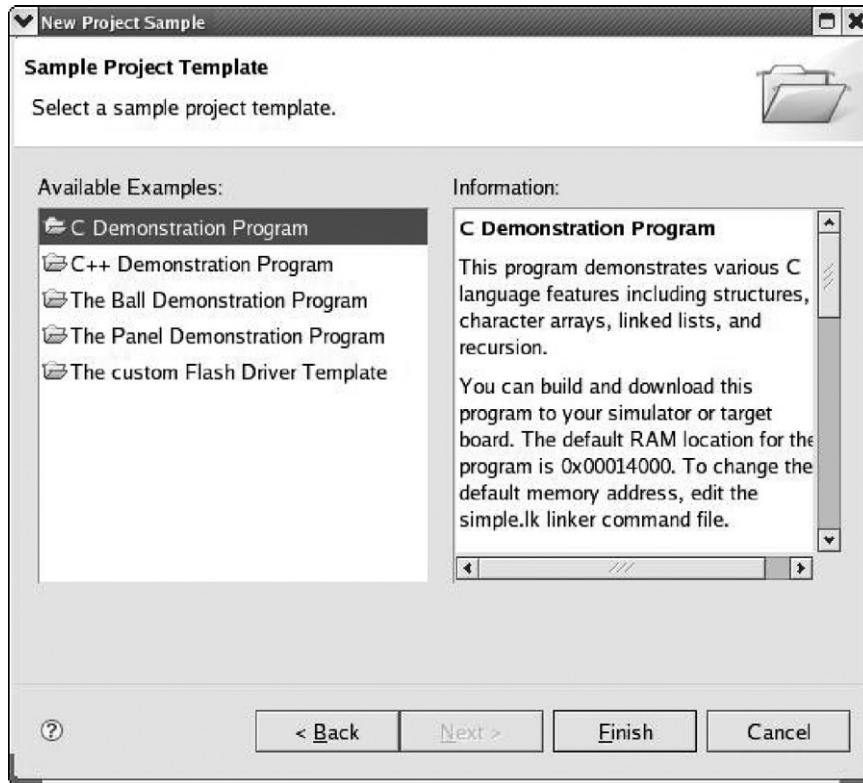 New Project Sample
Sample Project Template
Select a sample project template.
Available Examples:
C Demonstration Program
C++ Demonstration Program
The Ball Demonstration Program
The Panel Demonstration Program
The custom Flash Driver Template
Information:
C Demonstration Program
This program demonstrates various C
language features including structures,
character arrays, linked lists, and
recursion.
You can build and download this
program to your simulator or target
board. The default RAM location for the
program is 0x00014000. To change the
default memory address, edit the
simple.lk linker command file.
?
< Back
Next >
Finish
Cancel